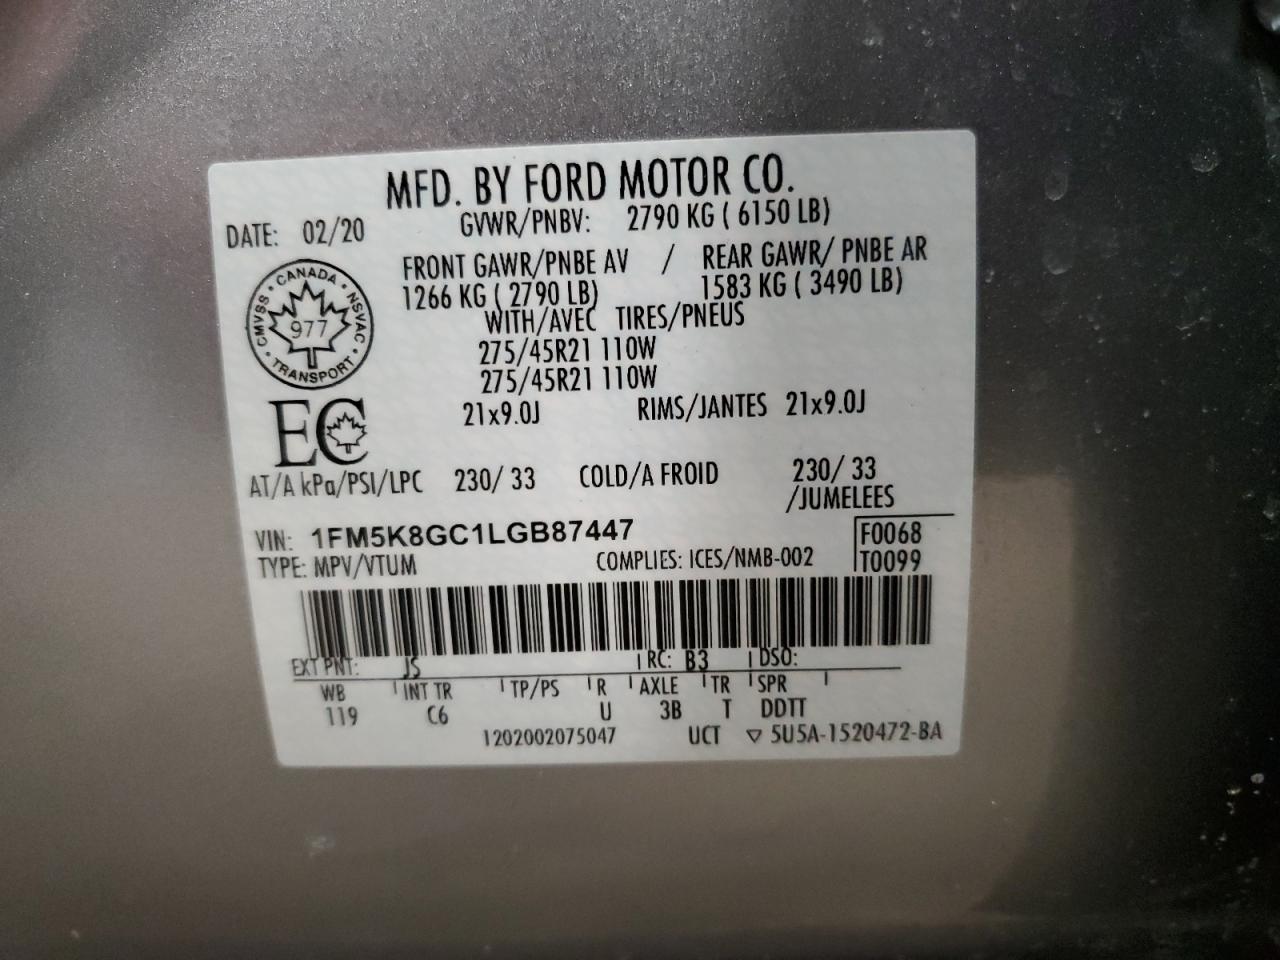 MFD. BY FORD MOTOR CO.
DATE: 02/20 GVWR/PNBV: 2790 KG ( 6150 LB)
FRONT GAWR/PNBE AV / REAR GAWR/ PNBE AR
1266 KG ( 2790 LB) 1583 KG ( 3490 LB)
WITH/AVEC TIRES/PNEUS
275/45R21 110W
275/45R21 110W
21x9.0J RIMS/JANTES 21x9.0J
CANADA
CMVSS NSVAC
977
TRANSPORT
EC
AT/A kPa/PSI/LPC 230/ 33 COLD/A FROID 230/ 33
/JUMELEES
VIN: 1FM5K8GC1LGB87447 F0068
TYPE: MPV/VTUM COMPLIES: ICES/NMB-002 T0099
EXT PNT: JS RC: B3 DSO:
WB INT TR TP/PS R AXLE TR SPR
119 C6 U 3B T DDTT
1202002075047 UCT ▽ 5U5A-1520472-BA